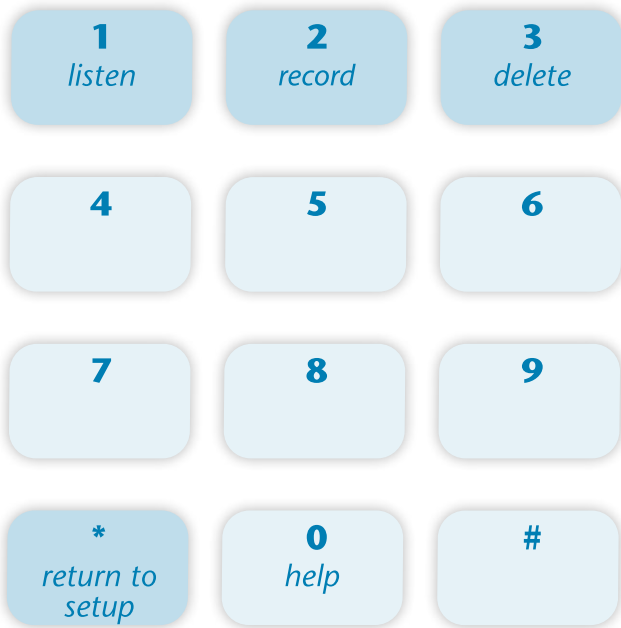 1 2 3
listen record delete
4 5 6
7 8 9
* 0 #
return to help
setup